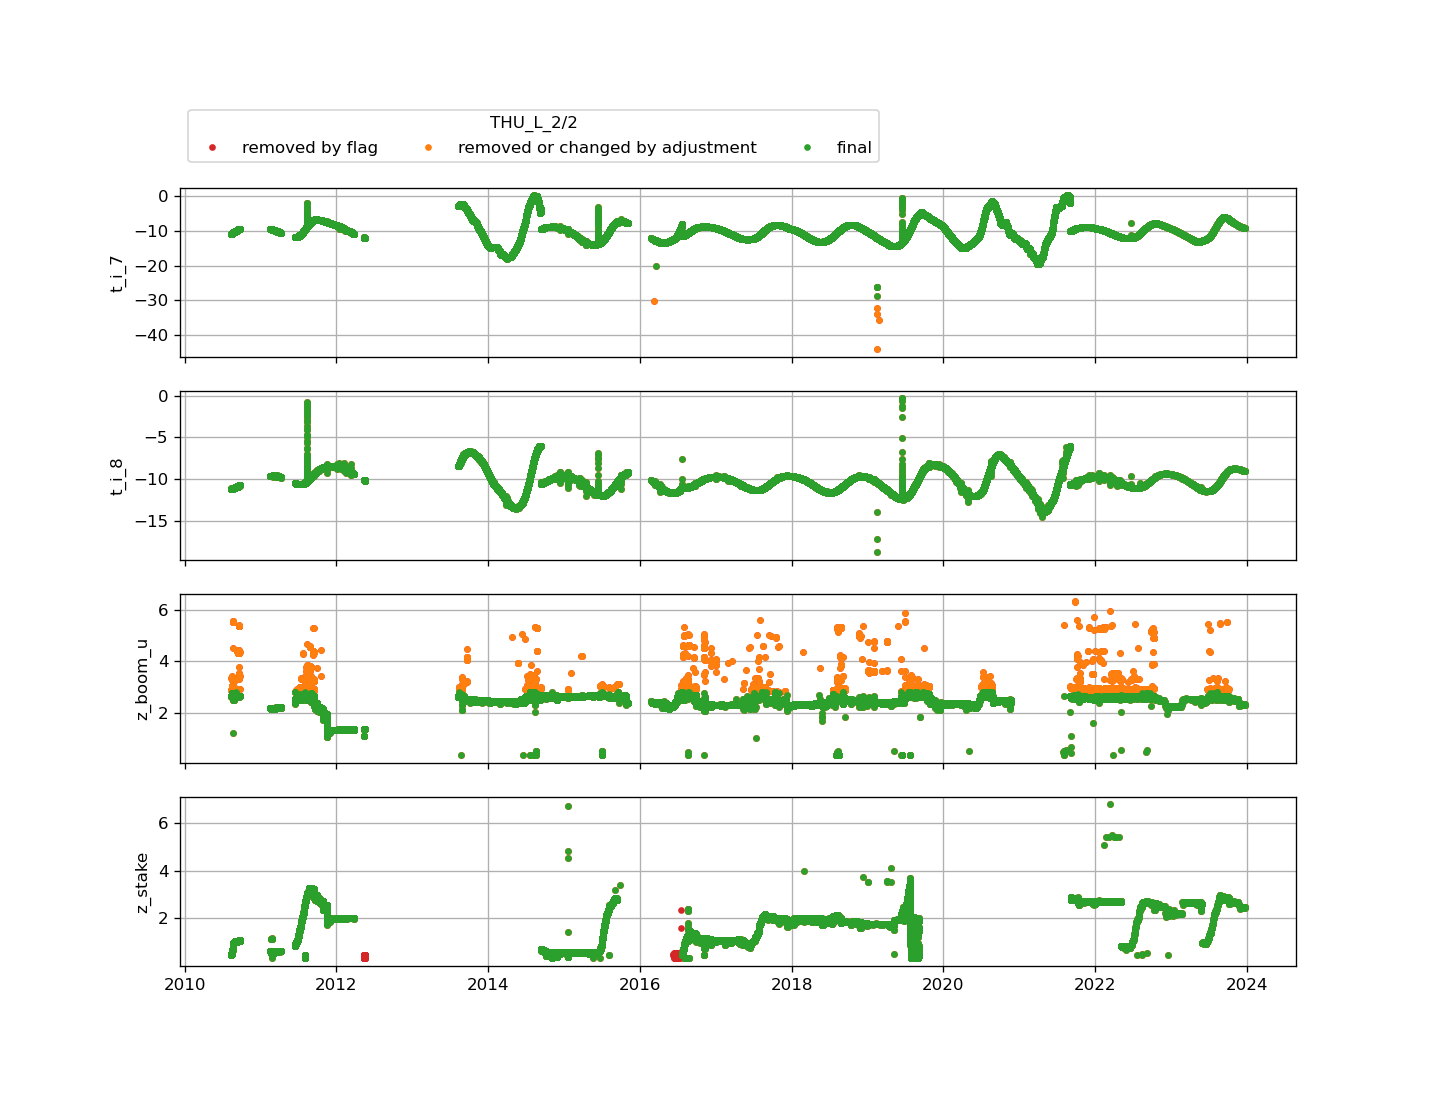 THU_L_2/2
removed by flag removed or changed by adjustment final
0
−10
−20
−30
−40
t_i_7
0
−5
−10
−15
t_i_8
6
4
2
z_boom_u
6
4
2
z_stake
2010 2012 2014 2016 2018 2020 2022 2024